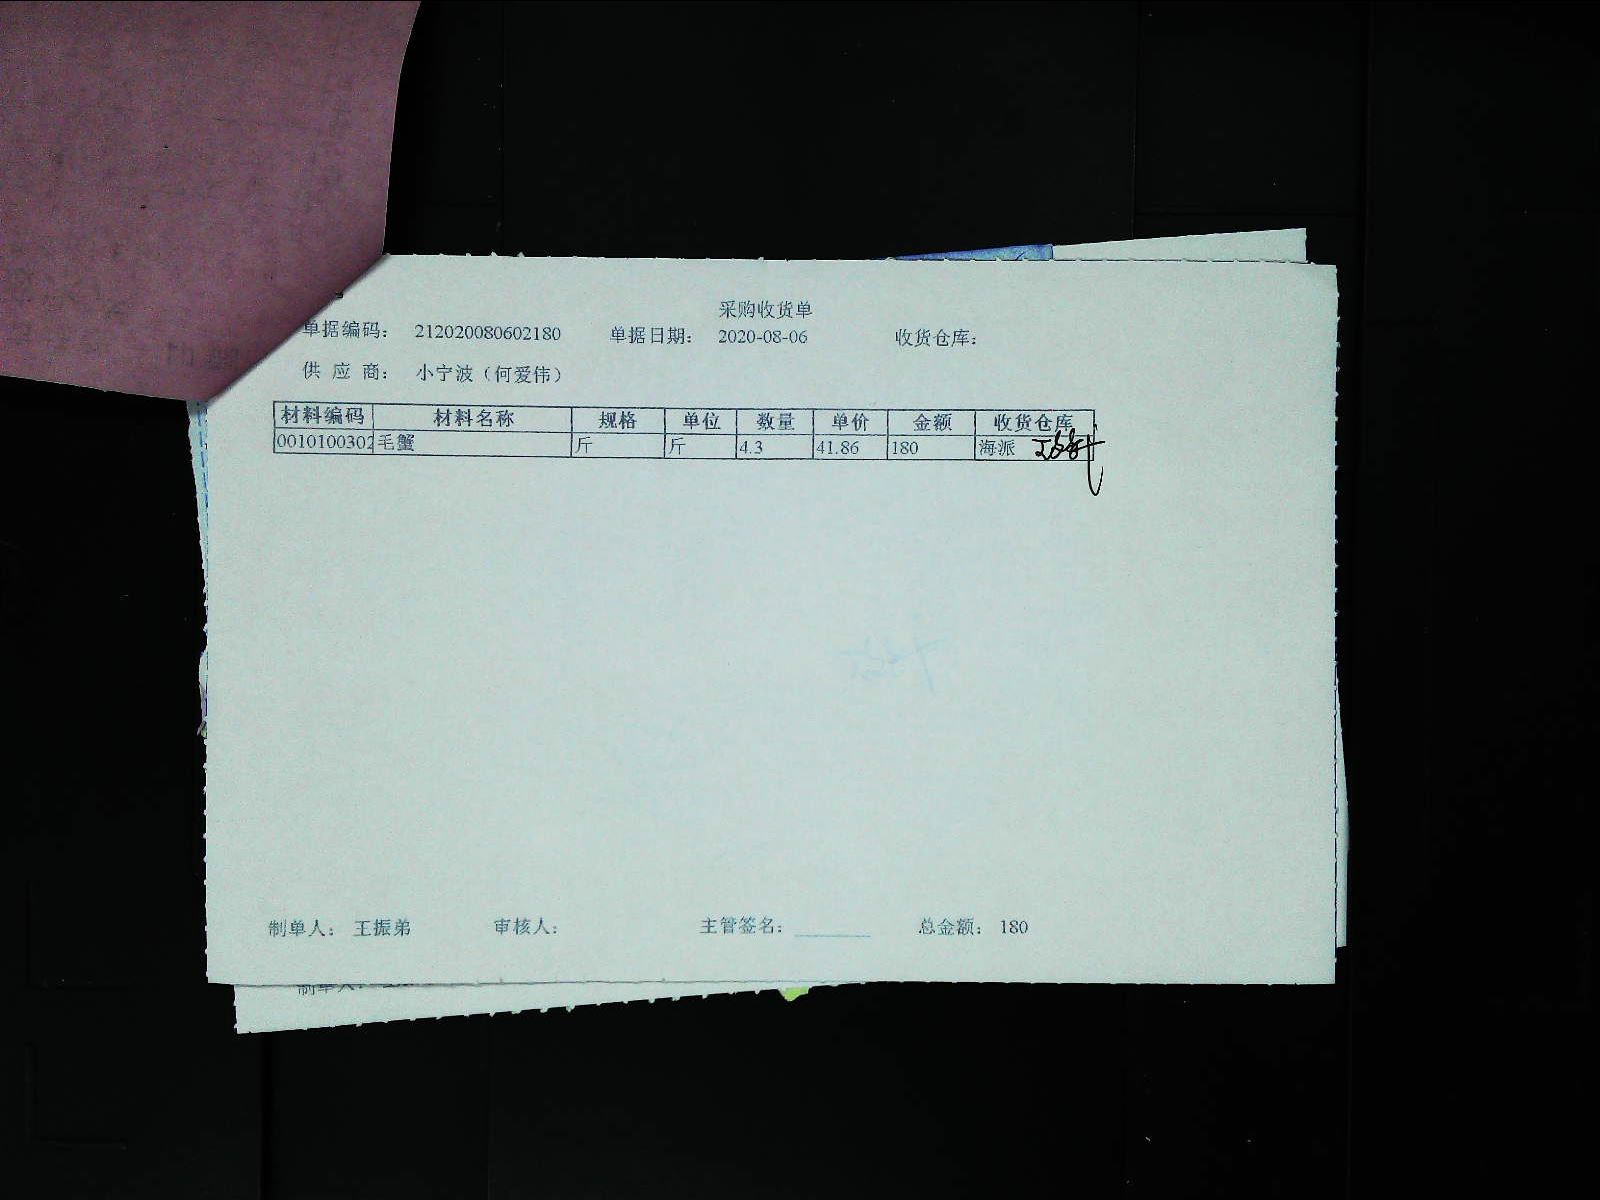 采购收货单
单据编码： 212020080602180 单据日期： 2020-08-06 收货仓库：
供 应 商： 小宁波（何爱伟）
材料编码 材料名称 规格 单位 数量 单价 金额 收货仓库
0010100302 毛蟹 斤 斤 4.3 41.86 180 海派
制单人： 王振弟 审核人： 主管签名： 总金额： 180
制单人：